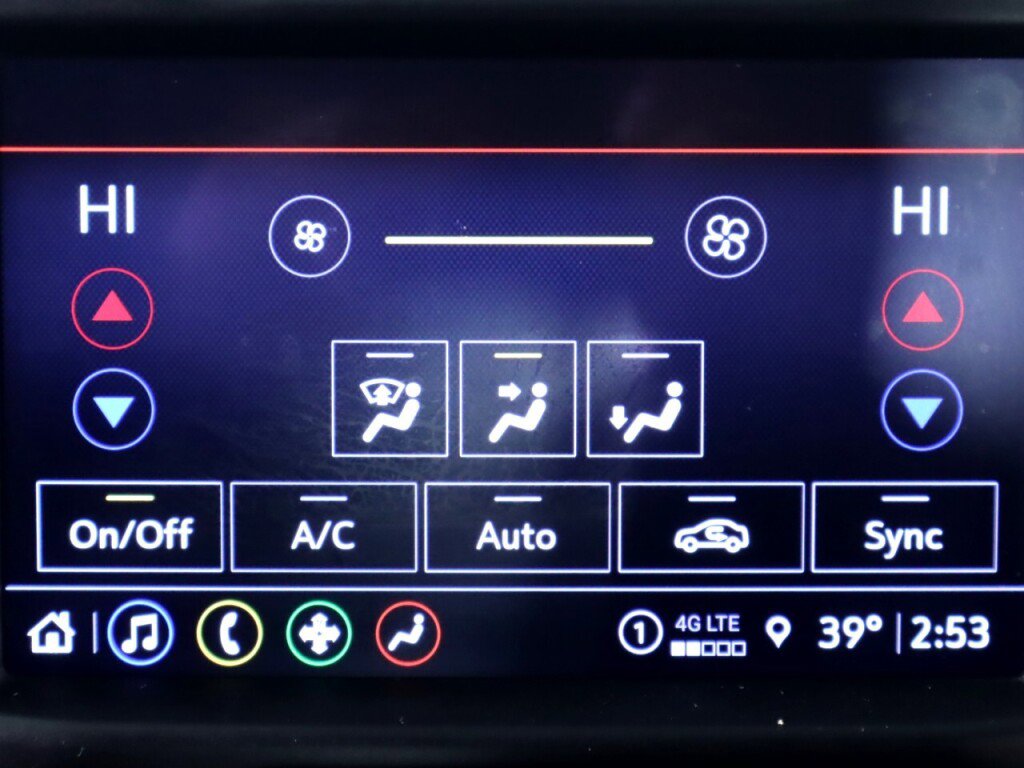 HI HI
On/Off A/C Auto Sync
1 4G LTE 39° 2:53